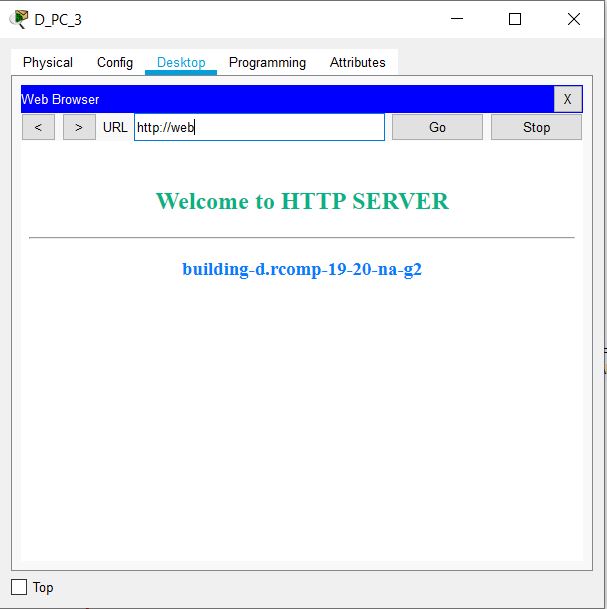 D_PC_3
Physical Config Desktop Programming Attributes
Web Browser X
< > URL http://web Go Stop
Welcome to HTTP SERVER
building-d.rcomp-19-20-na-g2
Top